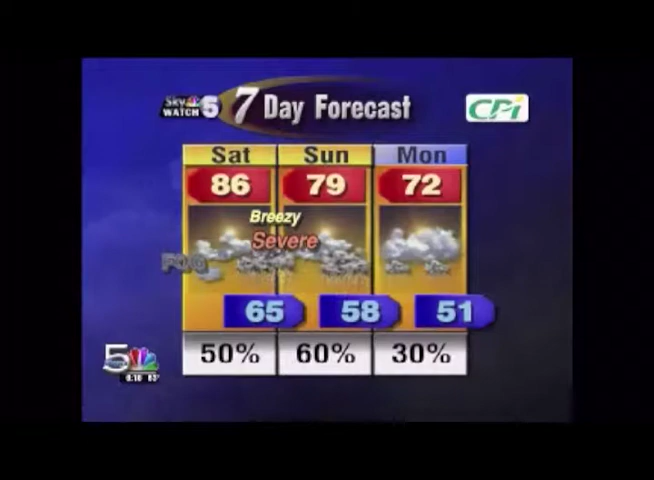 Sky
WATCH 5
7 Day Forecast
CPi
Sat Sun Mon
86 79 72
Breezy
Severe
FOG
65 58 51
50% 60% 30%
5